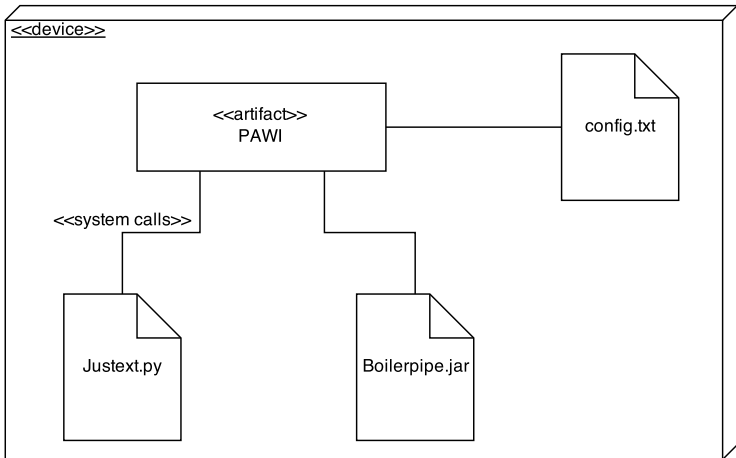 <<device>>
<<artifact>>
PAWI
config.txt
<<system calls>>
Justext.py
Boilerpipe.jar